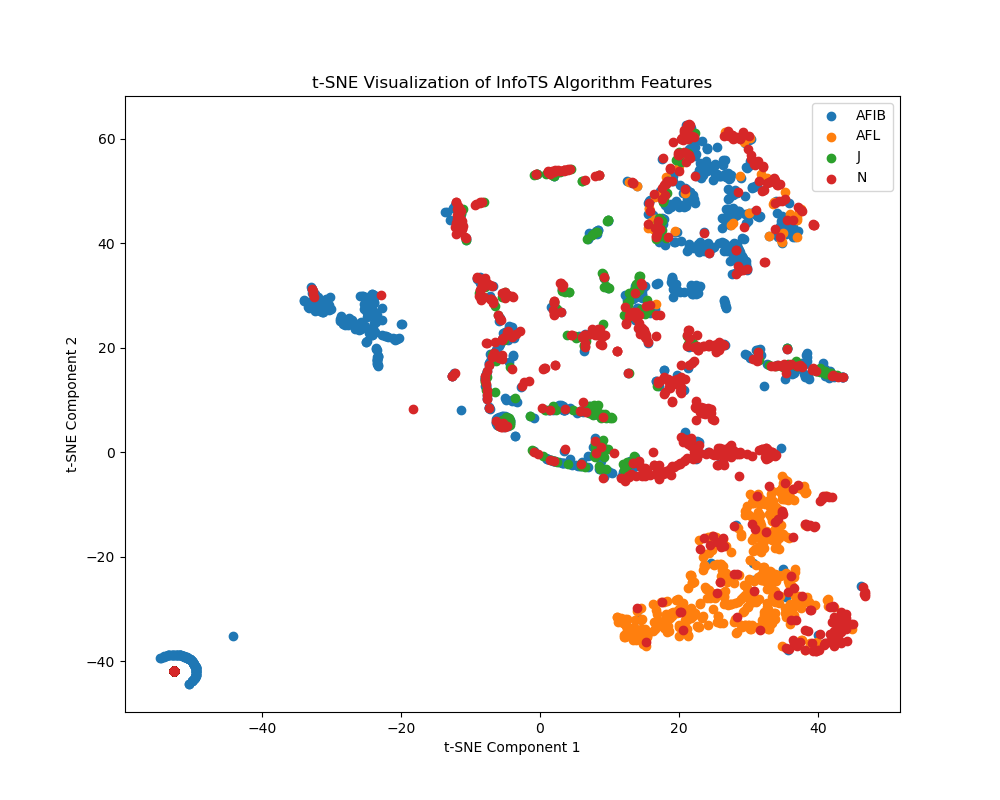 t-SNE Visualization of InfoTS Algorithm Features
AFIB
AFL
J
N
60
40
20
0
−20
−40
t-SNE Component 2
−40
−20
0
20
40
t-SNE Component 1